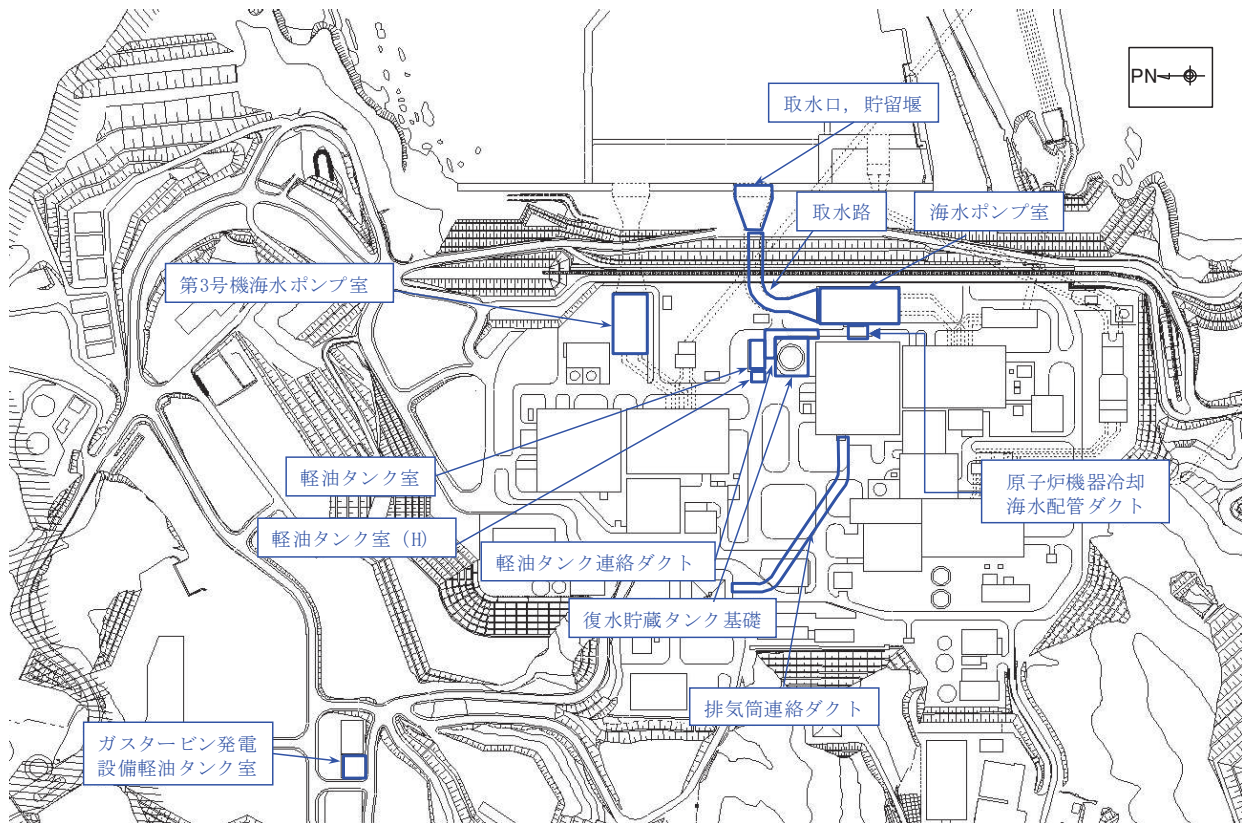 PN
取水口，貯留堰
取水路
海水ポンプ室
第3号機海水ポンプ室
軽油タンク室
軽油タンク室（H）
軽油タンク連絡ダクト
復水貯蔵タンク基礎
原子炉機器冷却
海水配管ダクト
排気筒連絡ダクト
ガスタービン発電
設備軽油タンク室